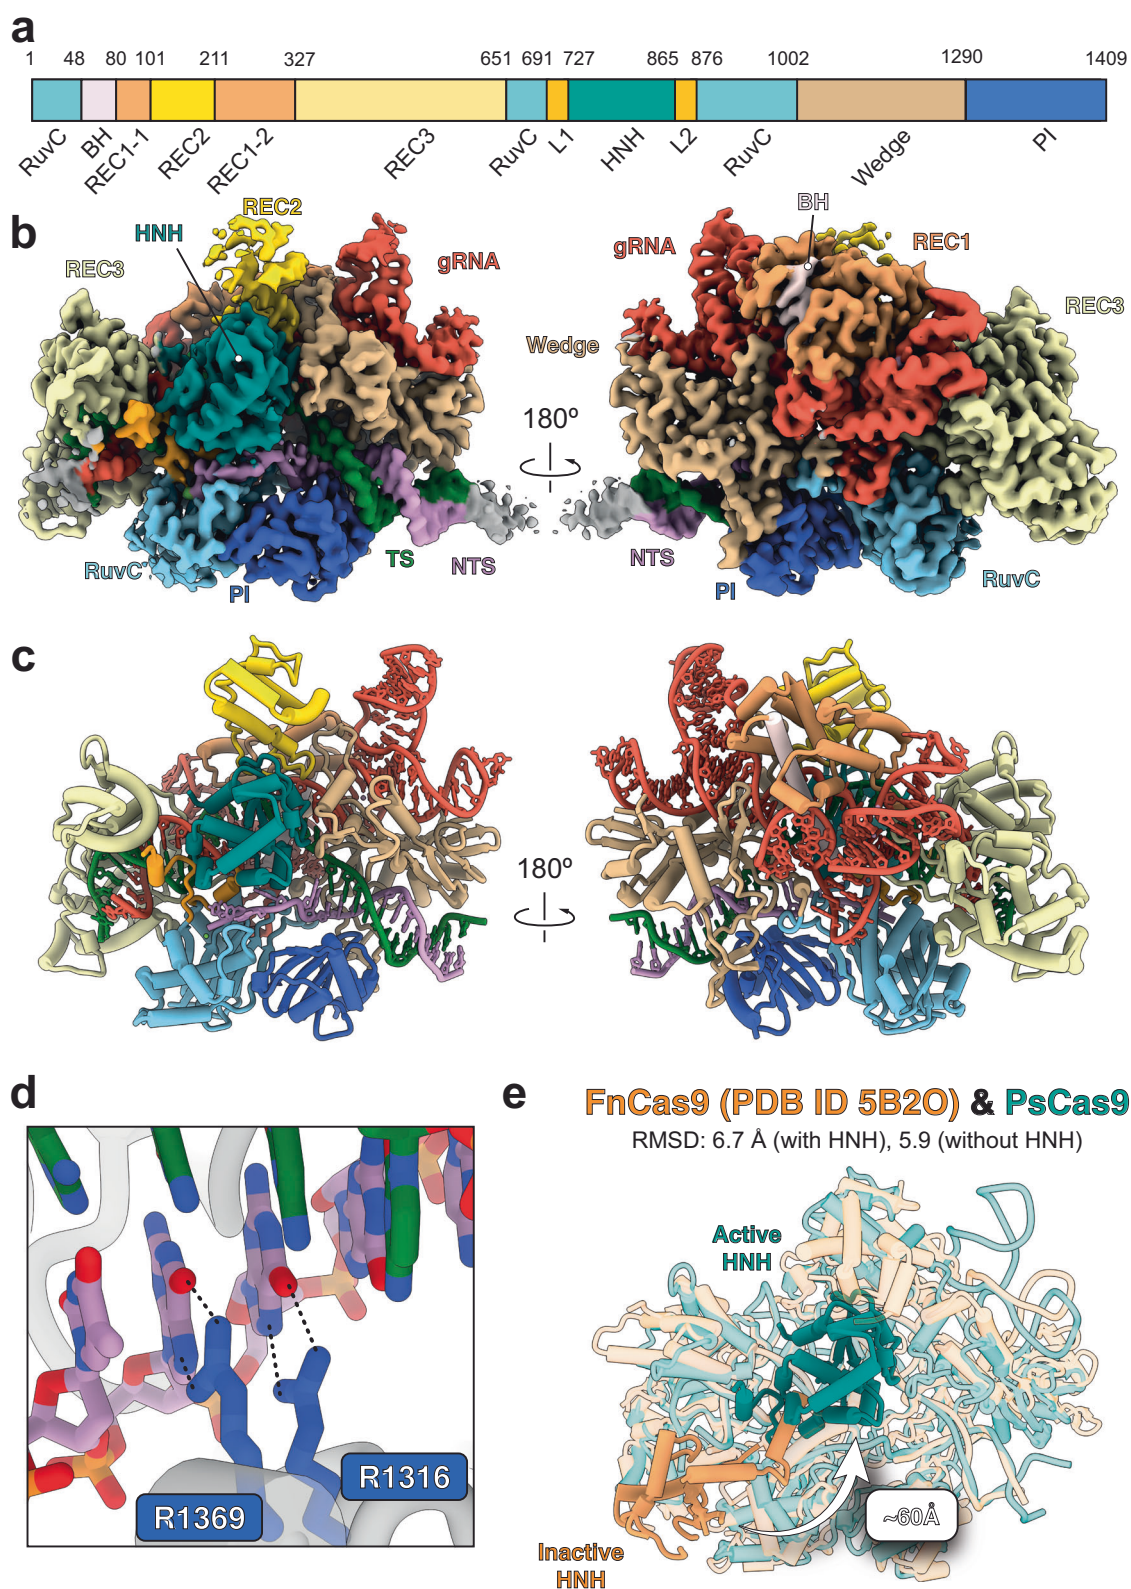 a
1 48 80 101 211 327 651 691 727 865 876 1002 1290 1409
RuvC BH REC1-1 REC2 REC1-2 REC3 RuvC L1 HNH L2 RuvC Wedge PI
b
REC2
HNH
REC3
gRNA
RuvC
PI
TS
NTS
180º
BH
gRNA
REC1
REC3
Wedge
NTS
PI
RuvC
c
180º
d
R1316
R1369
e
FnCas9 (PDB ID 5B2O) & PsCas9
RMSD: 6.7 Å (with HNH), 5.9 (without HNH)
Active
HNH
~60Å
Inactive
HNH